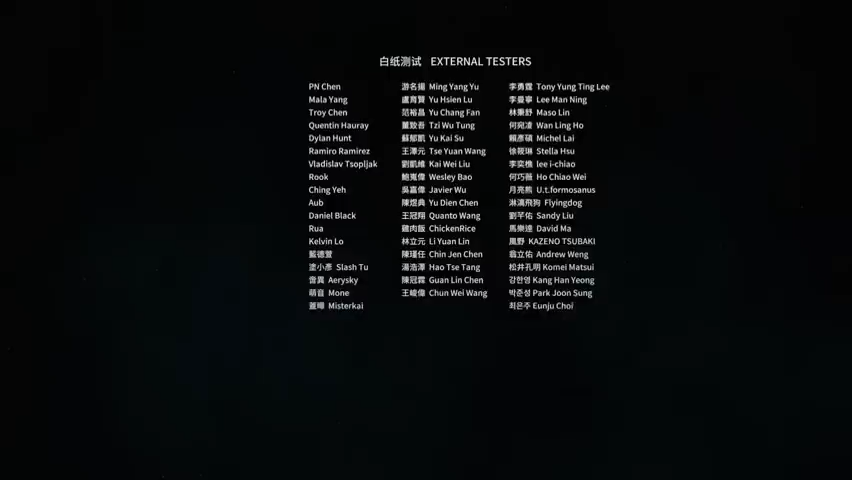 白纸测试 EXTERNAL TESTERS
PN Chen
Mala Yang
Troy Chen
Quentin Hauray
Dylan Hunt
Ramiro Ramirez
Vladislav Tsopljak
Rook
Ching Yeh
Aub
Daniel Black
Rua
Kelvin Lo
藍德萱
塗小彥 Slash Tu
雷異 Aerysky
萌音 Mone
Misterkai
游名揚 Ming Yang Yu
盧育賢 Yu Hsien Lu
范裕昌 Yu Chang Fan
董致吾 Tzi Wu Tung
蘇郁凱 Yu Kai Su
王澤元 Tse Yuan Wang
劉凱維 Kai Wei Liu
鮑嵬偉 Wesley Bao
吳嘉偉 Javier Wu
陳煜典 Yu Dien Chen
王冠翔 Quanto Wang
雞肉飯 ChickenRice
林立元 Li Yuan Lin
陳瑾任 Chin Jen Chen
湯浩澤 Hao Tse Tang
陳冠霖 Guan Lin Chen
王峻偉 Chun Wei Wang
李勇霆 Tony Yung Ting Lee
李曼寧 Lee Man Ning
林秉舒 Maso Lin
何宛凌 Wan Ling Ho
賴彥碩 Michel Lai
徐筱琳 Stella Hsu
李奕樵 lee i-chiao
何巧薇 Ho Chiao Wei
月亮熊 U.t.formosanus
淋漓飛狗 Flyingdog
劉芊佑 Sandy Liu
馬樂達 David Ma
風野 KAZENO TSUBAKI
翁立佑 Andrew Weng
松井孔明 Komei Matsui
강한영 Kang Han Yeong
박준성 Park Joon Sung
최은주 Eunju Choi